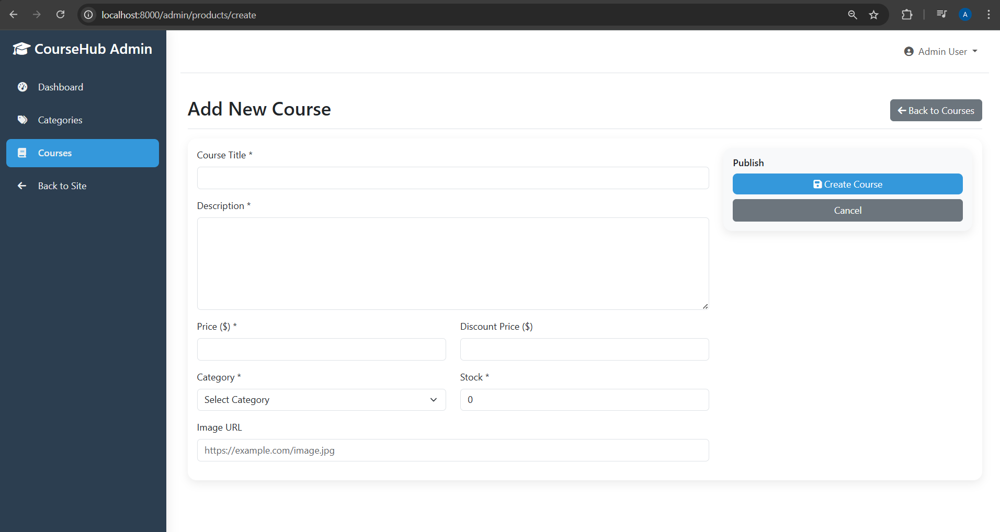 localhost:8000/admin/products/create
A
CourseHub Admin
Admin User
Dashboard
Categories
Courses
Back to Site
Add New Course
Back to Courses
Course Title *
Description *
Price ($) *
Discount Price ($)
Category *
Stock *
Select Category
0
Image URL
https://example.com/image.jpg
Publish
Create Course
Cancel